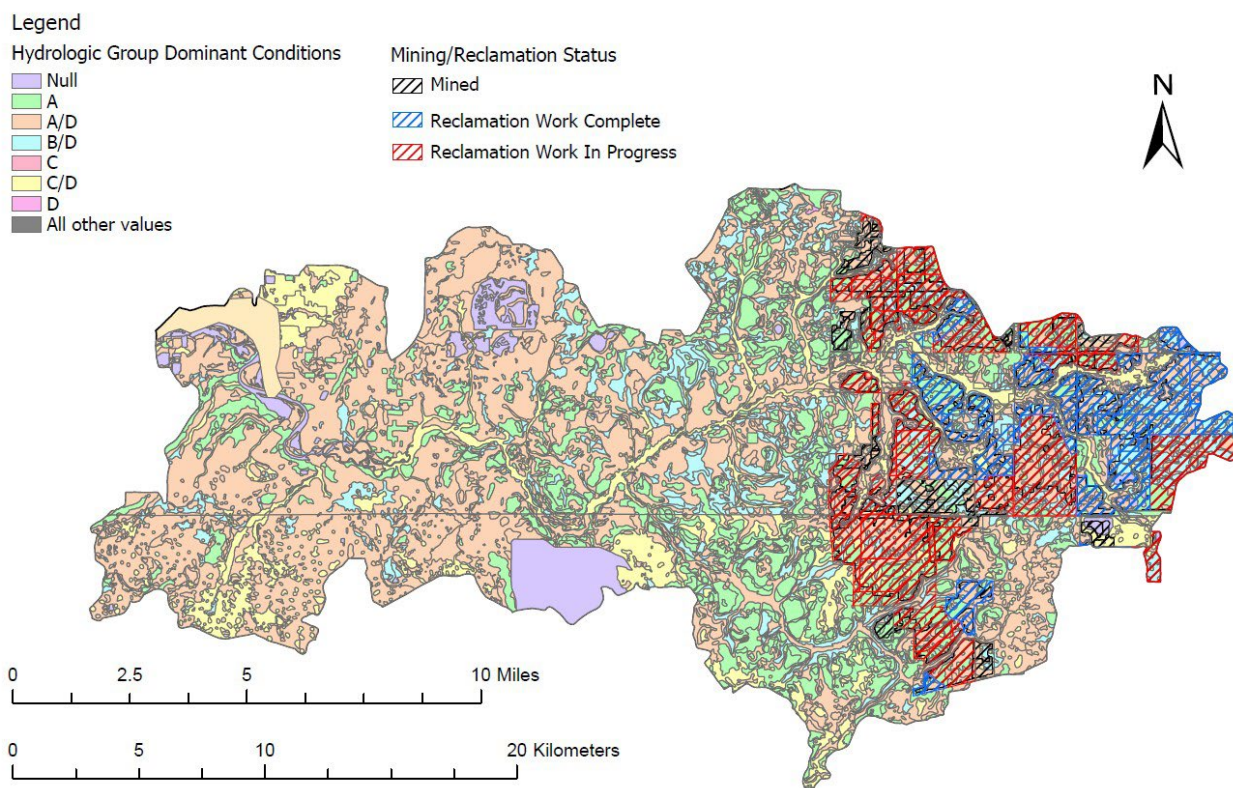 Legend
Hydrologic Group Dominant Conditions
Null
A
A/D
B/D
C
C/D
D
All other values
Mining/Reclamation Status
Mined
Reclamation Work Complete
Reclamation Work In Progress
N
0 2.5 5 10 Miles
0 5 10 20 Kilometers